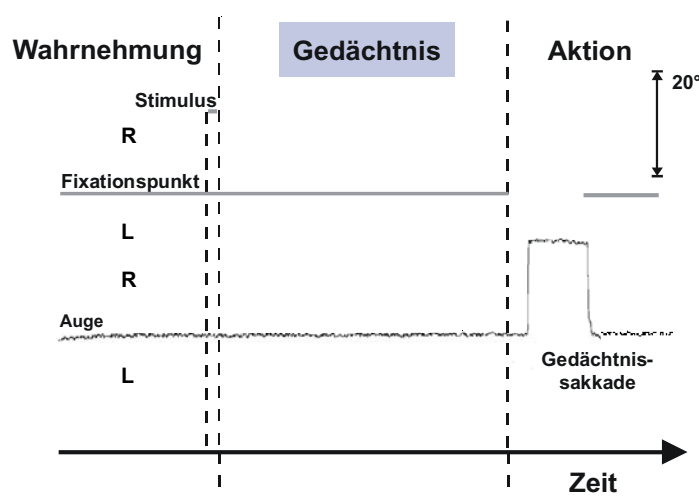 Wahrnehmung
Gedächtnis
Aktion
Stimulus
20°
R
Fixationspunkt
L
R
Auge
L
Gedächtnis-
sakkade
Zeit